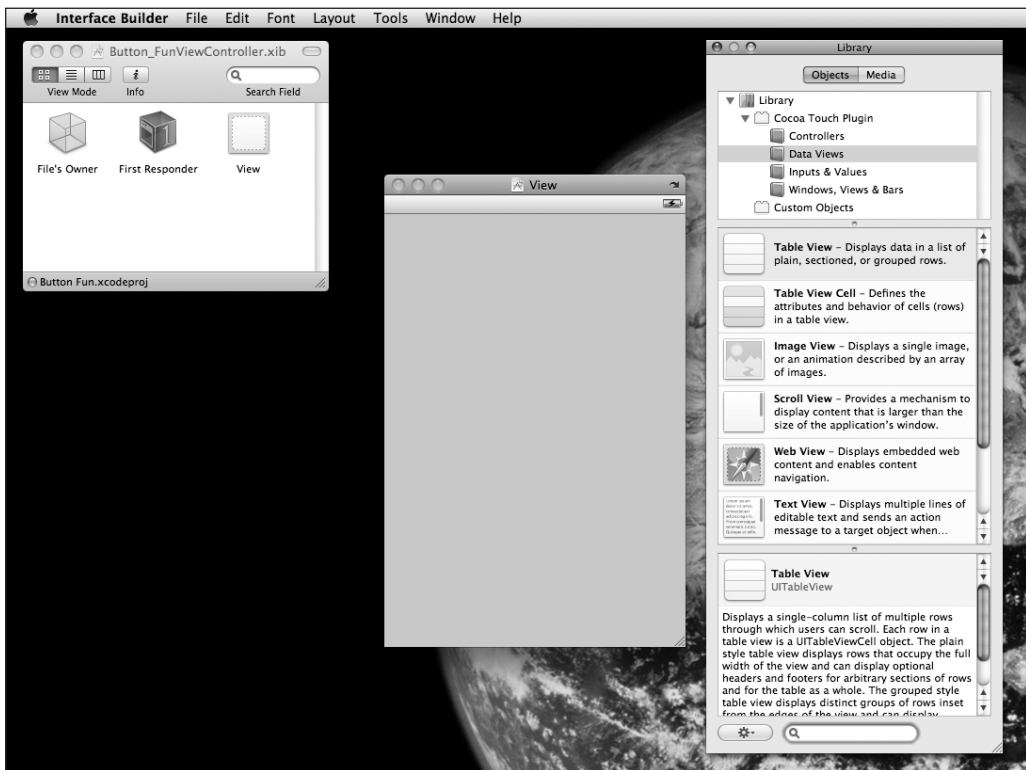 Interface Builder File Edit Font Layout Tools Window Help
Button_FunViewController.xib
View Mode Info Search Field
File's Owner First Responder View
Button Fun.xcodeproj
View
Library
Objects Media
Library
Cocoa Touch Plugin
Controllers
Data Views
Inputs & Values
Windows, Views & Bars
Custom Objects
Table View – Displays data in a list of
plain, sectioned, or grouped rows.
Table View Cell – Defines the
attributes and behavior of cells (rows)
in a table view.
Image View – Displays a single image,
or an animation described by an array
of images.
Scroll View – Provides a mechanism to
display content that is larger than the
size of the application's window.
Web View – Displays embedded web
content and enables content
navigation.
Text View – Displays multiple lines of
editable text and sends an action
message to a target object when...
Table View
UITableView
Displays a single-column list of multiple rows
through which users can scroll. Each row in a
table view is a UITableViewCell object. The plain
style table view displays rows that occupy the full
width of the view and can display optional
headers and footers for arbitrary sections of rows
and for the table as a whole. The grouped style
table view displays distinct groups of rows inset
from the edges of the view and can display